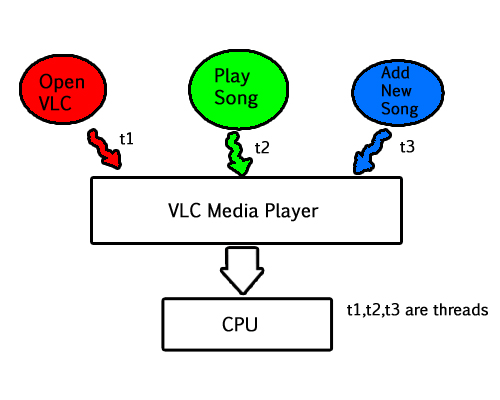 Open
VLC
Play
Song
Add
New
Song
t1
t2
t3
VLC Media Player
CPU
t1,t2,t3 are threads